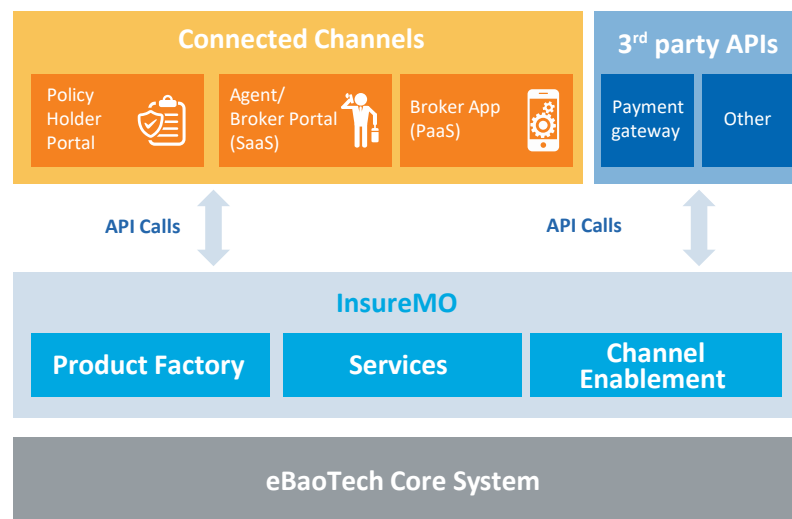 Connected Channels
Policy
Holder
Portal
Agent/
Broker Portal
(SaaS)
Broker App
(PaaS)
3rd party APIs
Payment
gateway
Other
API Calls
API Calls
InsureMO
Product Factory
Services
Channel
Enablement
eBaoTech Core System